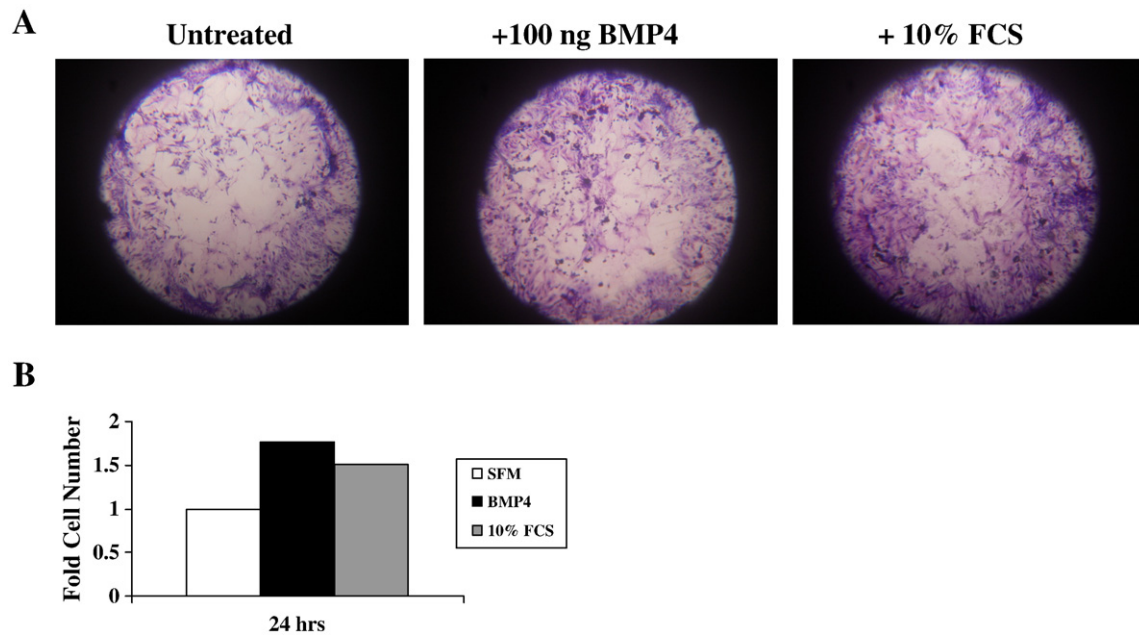 A
Untreated
+100 ng BMP4
+ 10% FCS
B
Fold Cell Number
2
1.5
1
0.5
0
24 hrs
SFM
BMP4
10% FCS